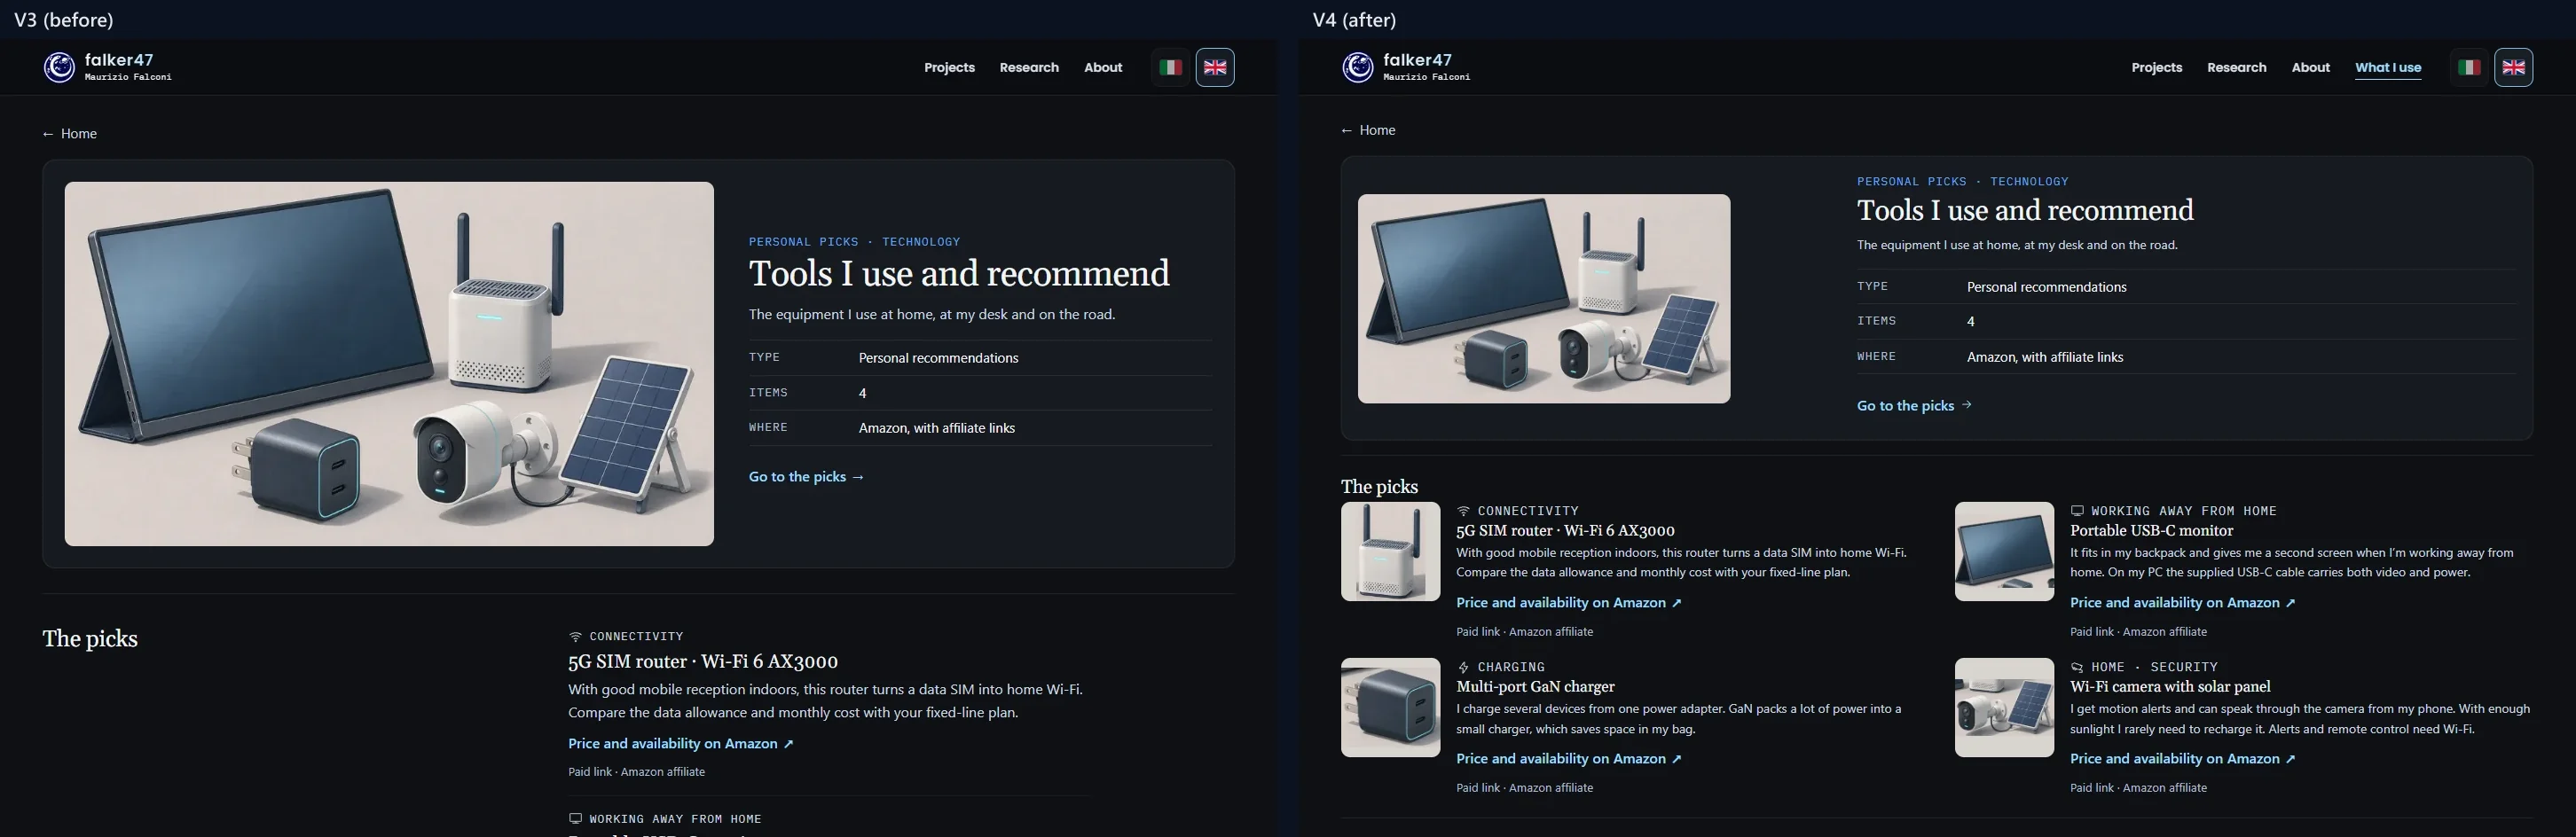 V3 (before)
falker47
Maurizio Falconi
Projects
Research
About
← Home
PERSONAL PICKS · TECHNOLOGY
Tools I use and recommend
The equipment I use at home, at my desk and on the road.
TYPE Personal recommendations
ITEMS 4
WHERE Amazon, with affiliate links
Go to the picks →
The picks
CONNECTIVITY
5G SIM router · Wi-Fi 6 AX3000
With good mobile reception indoors, this router turns a data SIM into home Wi-Fi.
Compare the data allowance and monthly cost with your fixed-line plan.
Price and availability on Amazon ↗
Paid link · Amazon affiliate
WORKING AWAY FROM HOME
V4 (after)
falker47
Maurizio Falconi
Projects
Research
About
What I use
← Home
PERSONAL PICKS · TECHNOLOGY
Tools I use and recommend
The equipment I use at home, at my desk and on the road.
TYPE Personal recommendations
ITEMS 4
WHERE Amazon, with affiliate links
Go to the picks →
The picks
CONNECTIVITY
5G SIM router · Wi-Fi 6 AX3000
With good mobile reception indoors, this router turns a data SIM into home Wi-Fi.
Compare the data allowance and monthly cost with your fixed-line plan.
Price and availability on Amazon ↗
Paid link · Amazon affiliate
WORKING AWAY FROM HOME
Portable USB-C monitor
It fits in my backpack and gives me a second screen when I'm working away from
home. On my PC the supplied USB-C cable carries both video and power.
Price and availability on Amazon ↗
Paid link · Amazon affiliate
CHARGING
Multi-port GaN charger
I charge several devices from one power adapter. GaN packs a lot of power into a
small charger, which saves space in my bag.
Price and availability on Amazon ↗
Paid link · Amazon affiliate
HOME · SECURITY
Wi-Fi camera with solar panel
I get motion alerts and can speak through the camera from my phone. With enough
sunlight I rarely need to recharge it. Alerts and remote control need Wi-Fi.
Price and availability on Amazon ↗
Paid link · Amazon affiliate